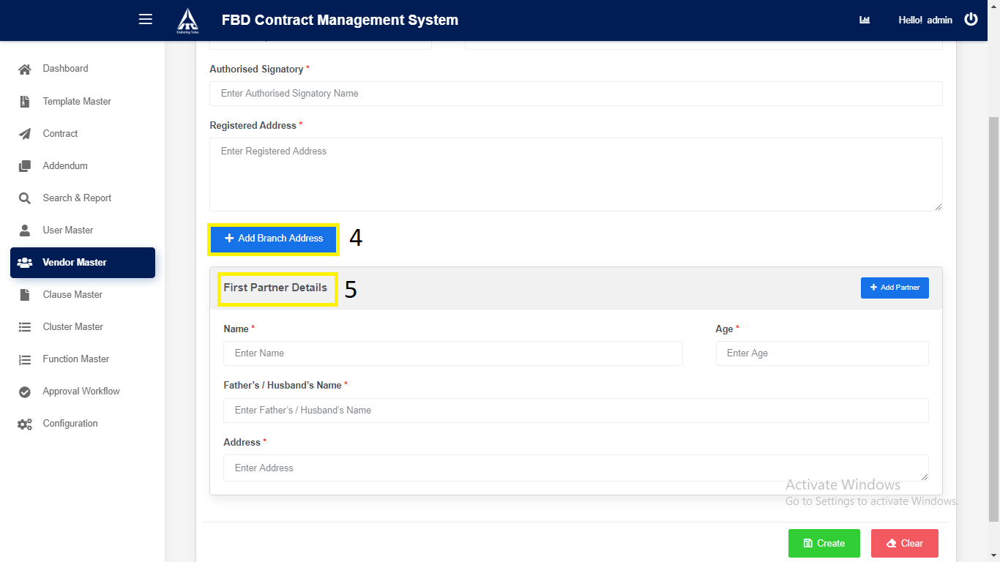 FBD Contract Management System
Hello! admin
Enduring Value
Dashboard
Template Master
Contract
Addendum
Search & Report
User Master
Vendor Master
Clause Master
Cluster Master
Function Master
Approval Workflow
Configuration
Authorised Signatory *
Enter Authorised Signatory Name
Registered Address *
Enter Registered Address
Add Branch Address 4
First Partner Details 5
Add Partner
Name * Age *
Enter Name Enter Age
Father’s / Husband’s Name *
Enter Father’s / Husband’s Name
Address *
Enter Address
Activate Windows
Go to Settings to activate Windows.
Create Clear